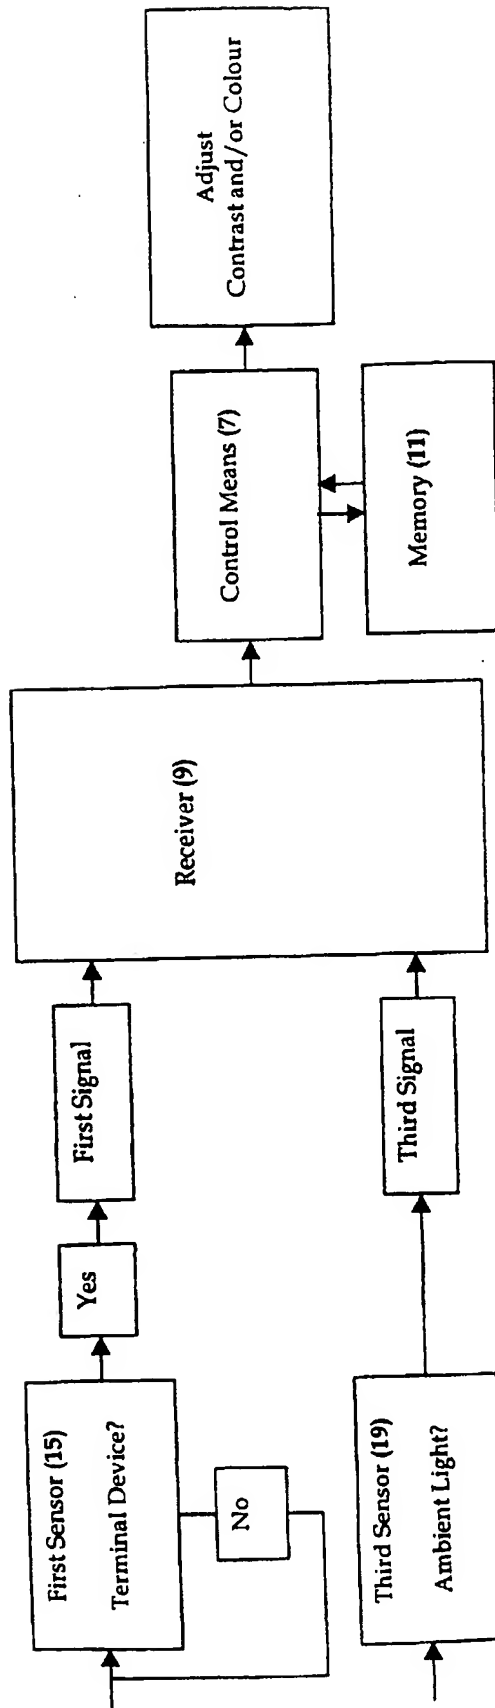 First Sensor (15)
Terminal Device?
No
Yes
First Signal
Third Sensor (19)
Ambient Light?
Third Signal
Receiver (9)
Control Means (7)
Memory (11)
Adjust
Contrast and/or Colour